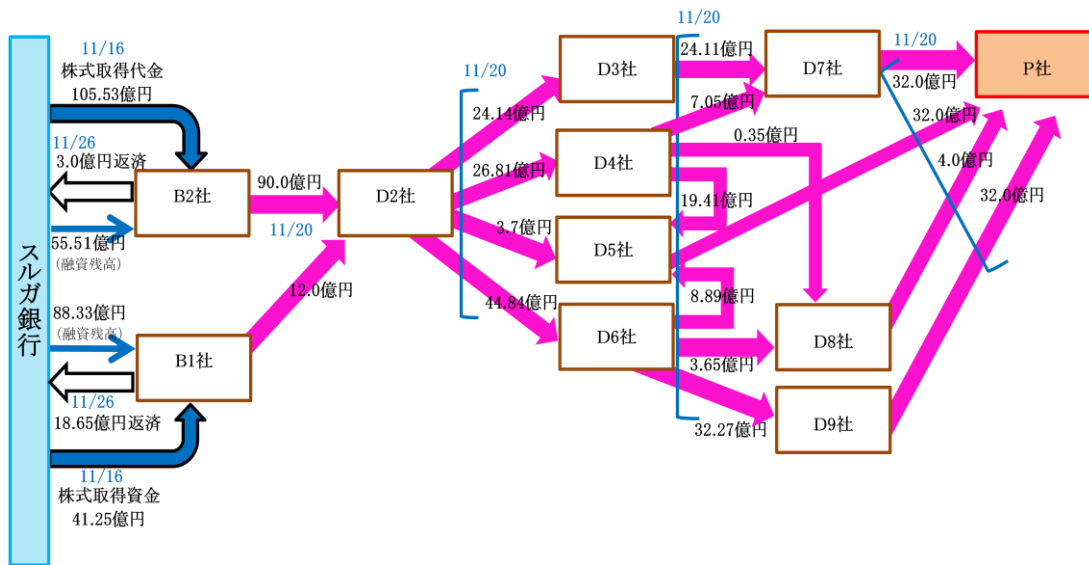 スルガ銀行
11/16
株式取得代金
105.53億円
11/26
3.0億円返済
55.51億円
(融資残高)
88.33億円
(融資残高)
11/26
18.65億円返済
11/16
株式取得資金
41.25億円
B2社
B1社
90.0億円
11/20
12.0億円
D2社
11/20
24.14億円
26.81億円
3.7億円
44.84億円
D3社
D4社
D5社
D6社
11/20
24.11億円
7.05億円
0.35億円
19.41億円
8.89億円
3.65億円
32.27億円
D7社
D8社
D9社
11/20
32.0億円
32.0億円
4.0億円
32.0億円
P社